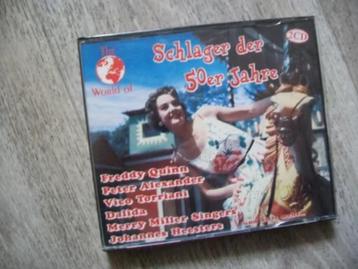 The
World of
Schlager der
50er Jahre
2CD
Freddy Quinn
Peter Alexander
Vico Torriani
Dalida
Merry Miller Singers
Johannes Heesters